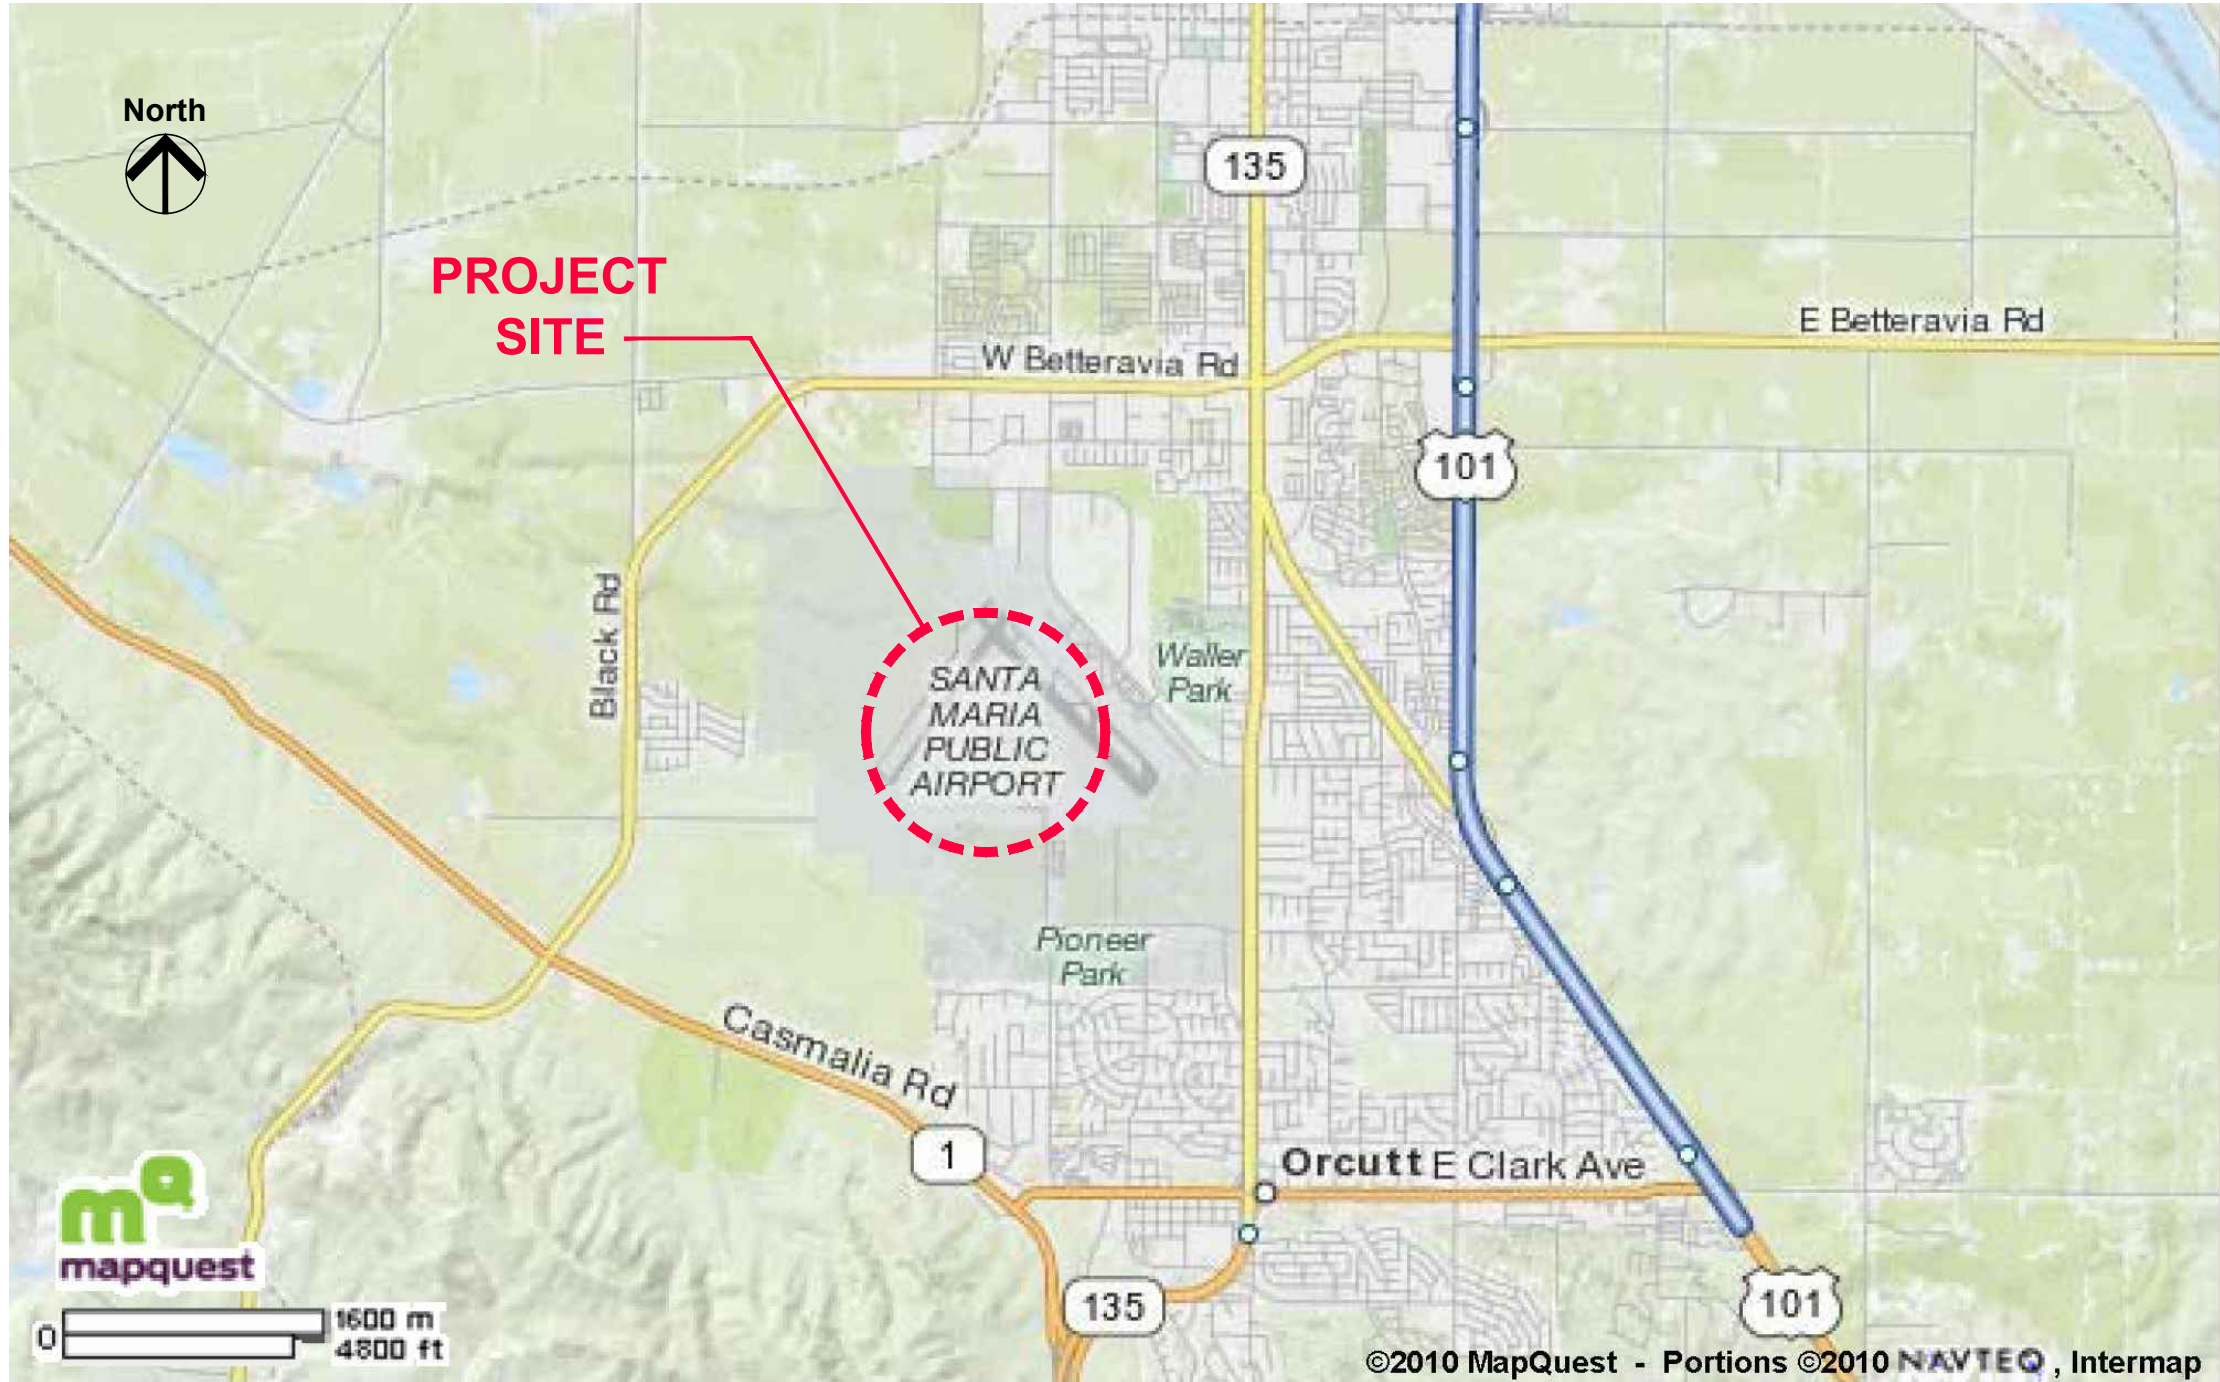 North
135
PROJECT
SITE
E Betteravia Rd
W Betteravia Rd
101
Black Rd
Waller
Park
SANTA
MARIA
PUBLIC
AIRPORT
Pioneer
Park
Casmalia Rd
1
Orcutt E Clark Ave
mQ
mapquest
135
101
0
1600 m
4800 ft
©2010 MapQuest - Portions ©2010 NAVTEQ , Intermap